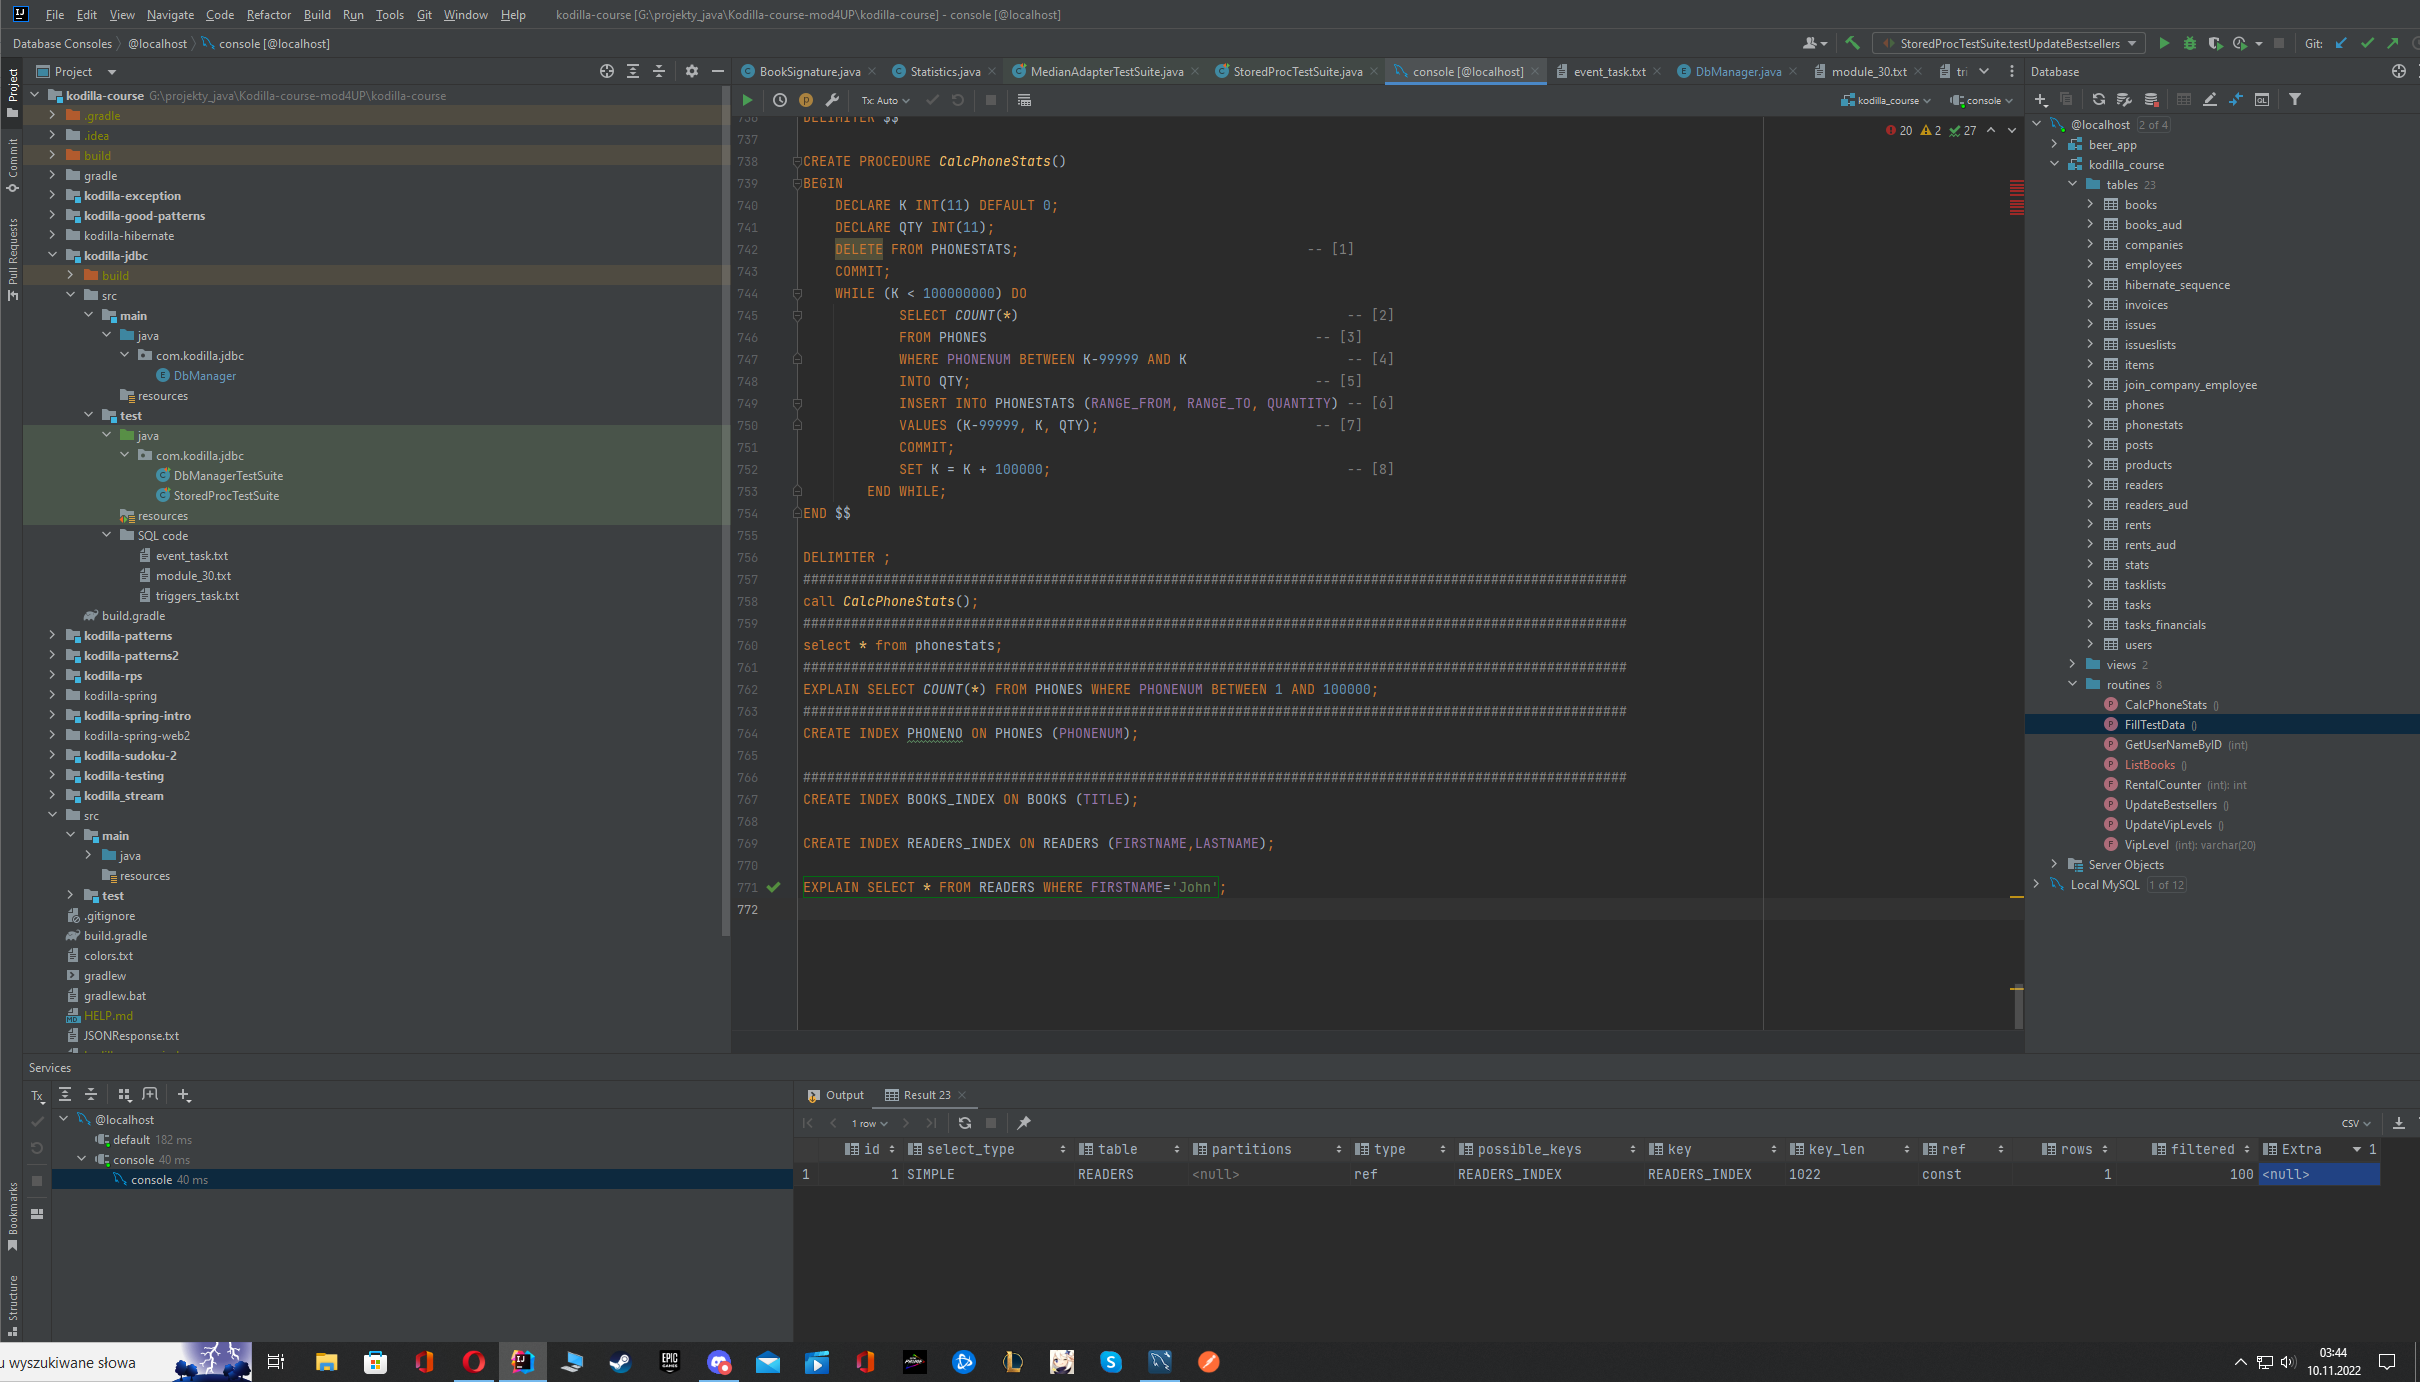 File Edit View Navigate Code Refactor Build Run Tools Git Window Help kodilla-course [G:\projekty_java\Kodilla-course-mod4UP\kodilla-course] - console [@localhost]
Database Consoles @localhost console [@localhost] StoredProcTestSuite.testUpdateBestsellers Git:
Project
Commit
Pull Requests
Bookmarks
Structure
Project
kodilla-course G:\projekty_java\Kodilla-course-mod4UP\kodilla-course
.gradle
.idea
build
gradle
kodilla-exception
kodilla-good-patterns
kodilla-hibernate
kodilla-jdbc
build
src
main
java
com.kodilla.jdbc
DbManager
resources
test
java
com.kodilla.jdbc
DbManagerTestSuite
StoredProcTestSuite
resources
SQL code
event_task.txt
module_30.txt
triggers_task.txt
build.gradle
kodilla-patterns
kodilla-patterns2
kodilla-rps
kodilla-spring
kodilla-spring-intro
kodilla-spring-web2
kodilla-sudoku-2
kodilla-testing
kodilla_stream
src
main
java
resources
test
.gitignore
build.gradle
colors.txt
gradlew
gradlew.bat
HELP.md
JSONResponse.txt
BookSignature.java Statistics.java MedianAdapterTestSuite.java StoredProcTestSuite.java console [@localhost] event_task.txt DbManager.java module_30.txt tri
Tx: Auto kodilla_course console
20 2 27
736 DELIMITER $$
737
738 CREATE PROCEDURE CalcPhoneStats()
739 BEGIN
740 DECLARE K INT(11) DEFAULT 0;
741 DECLARE QTY INT(11);
742 DELETE FROM PHONESTATS; -- [1]
743 COMMIT;
744 WHILE (K < 100000000) DO
745 SELECT COUNT(*) -- [2]
746 FROM PHONES -- [3]
747 WHERE PHONENUM BETWEEN K-99999 AND K -- [4]
748 INTO QTY; -- [5]
749 INSERT INTO PHONESTATS (RANGE_FROM, RANGE_TO, QUANTITY) -- [6]
750 VALUES (K-99999, K, QTY); -- [7]
751 COMMIT;
752 SET K = K + 100000; -- [8]
753 END WHILE;
754 END $$
755
756 DELIMITER ;
757 #######################################################################################################
758 call CalcPhoneStats();
759 #######################################################################################################
760 select * from phonestats;
761 #######################################################################################################
762 EXPLAIN SELECT COUNT(*) FROM PHONES WHERE PHONENUM BETWEEN 1 AND 100000;
763 #######################################################################################################
764 CREATE INDEX PHONENO ON PHONES (PHONENUM);
765
766 #######################################################################################################
767 CREATE INDEX BOOKS_INDEX ON BOOKS (TITLE);
768
769 CREATE INDEX READERS_INDEX ON READERS (FIRSTNAME,LASTNAME);
770
771 EXPLAIN SELECT * FROM READERS WHERE FIRSTNAME='John';
772
Database
@localhost 2 of 4
beer_app
kodilla_course
tables 23
books
books_aud
companies
employees
hibernate_sequence
invoices
issues
issueslists
items
join_company_employee
phones
phonestats
posts
products
readers
readers_aud
rents
rents_aud
stats
tasklists
tasks
tasks_financials
users
views 2
routines 8
CalcPhoneStats ()
FillTestData ()
GetUserNameByID (int)
ListBooks ()
RentalCounter (int): int
UpdateBestsellers ()
UpdateVipLevels ()
VipLevel (int): varchar(20)
Server Objects
Local MySQL 1 of 12
Services
Tx
@localhost
default 182 ms
console 40 ms
console 40 ms
Output Result 23
1 row CSV
id select_type table partitions type possible_keys key key_len ref rows filtered Extra 1
1 1 SIMPLE READERS <null> ref READERS_INDEX READERS_INDEX 1022 const 1 100 <null>
u wyszukiwane słowa
EPIC GAMES
03:44
10.11.2022